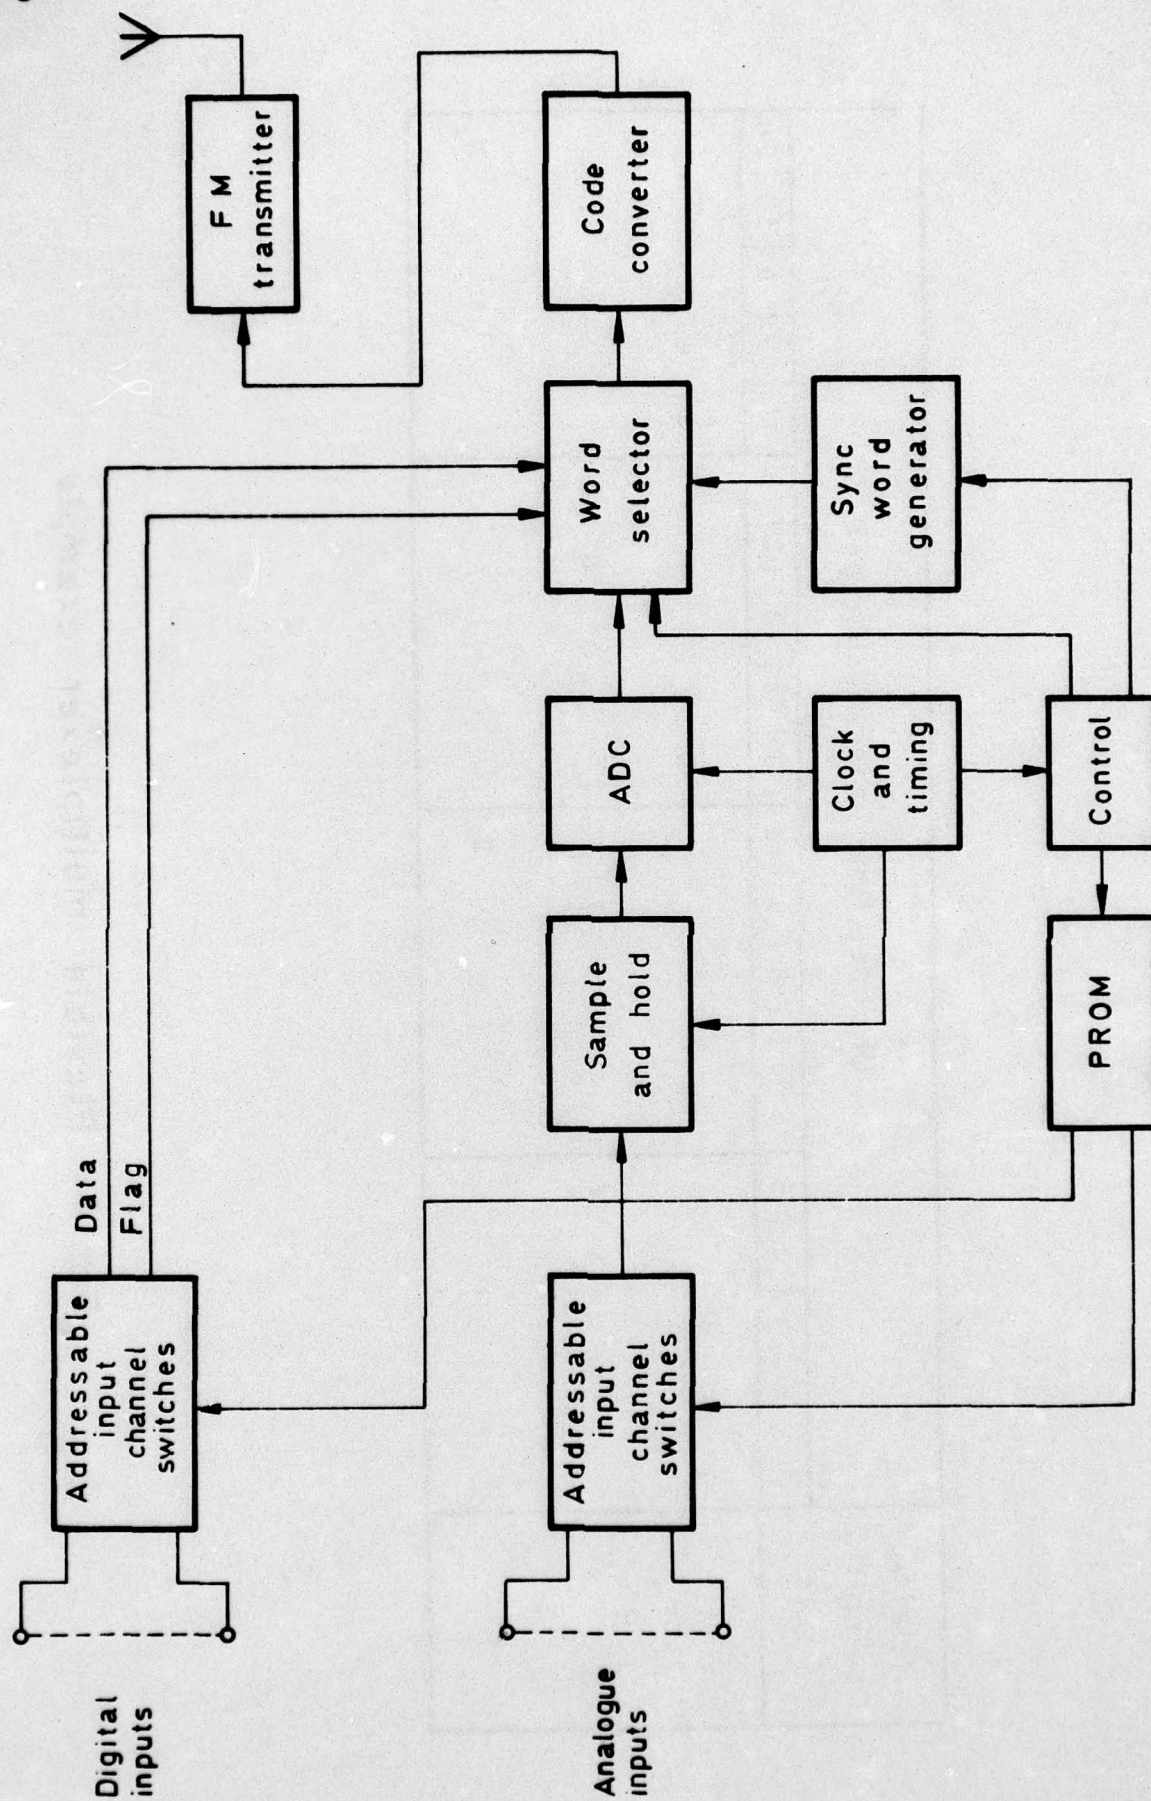 Digital
inputs
Addressable
input
channel
switches
Data
Flag
FM
transmitter
Analogue
inputs
Addressable
input
channel
switches
Sample
and hold
ADC
Word
selector
Code
converter
Clock
and
timing
Sync
word
generator
PROM
Control